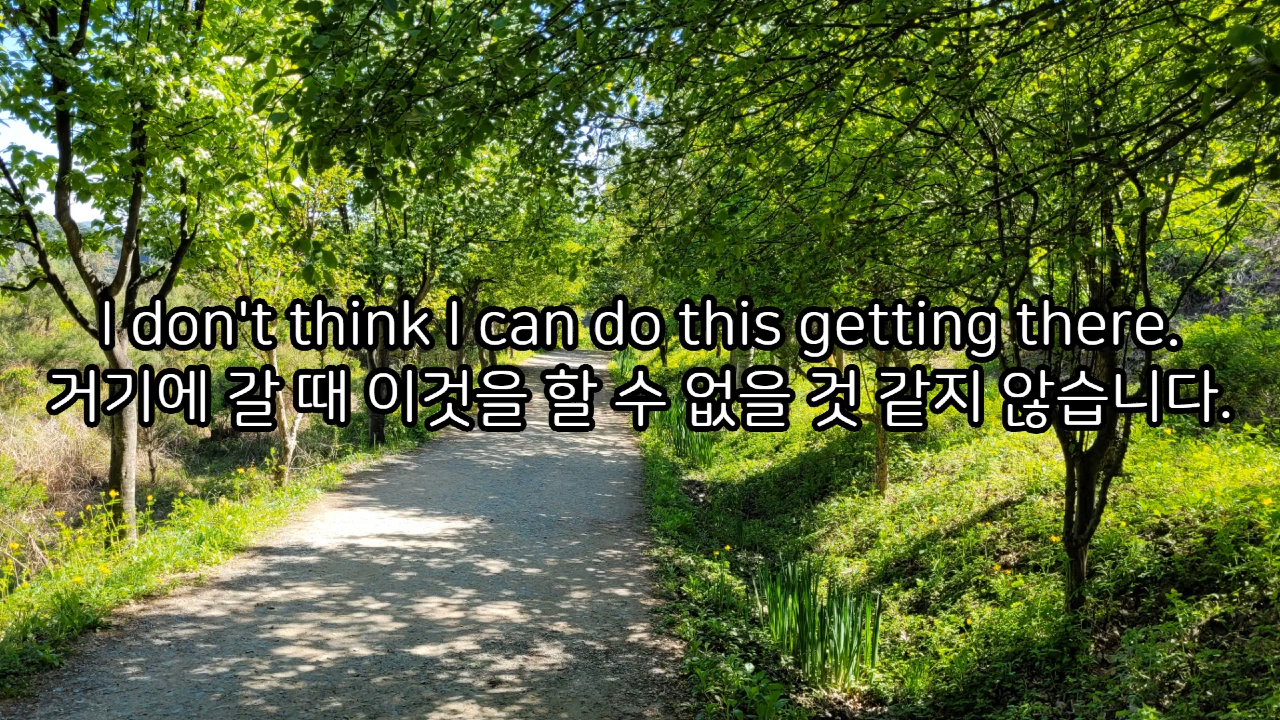 I don't think I can do this getting there.
거기에 갈 때 이것을 할 수 없을 것 같지 않습니다.